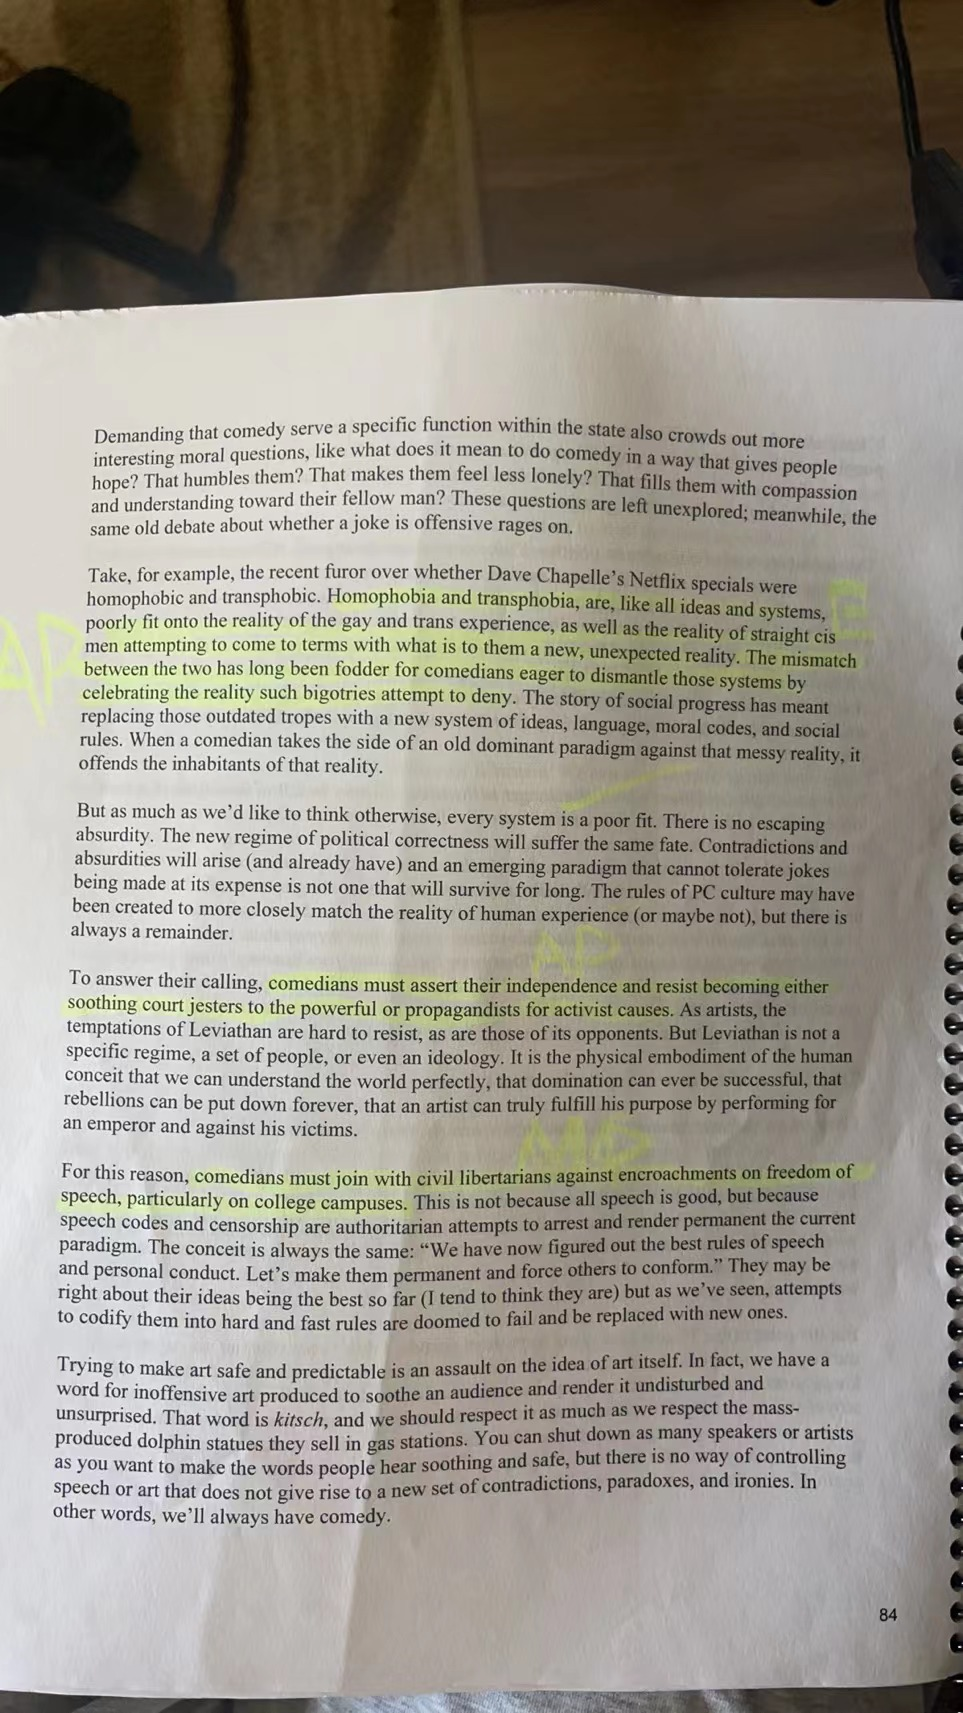 Demanding that comedy serve a specific function within the state also crowds out more
interesting moral questions, like what does it mean to do comedy in a way that gives people
hope? That humbles them? That makes them feel less lonely? That fills them with compassion
and understanding toward their fellow man? These questions are left unexplored; meanwhile, the
same old debate about whether a joke is offensive rages on.
Take, for example, the recent furor over whether Dave Chapelle's Netflix specials were
homophobic and transphobic. Homophobia and transphobia, are, like all ideas and systems,
poorly fit onto the reality of the gay and trans experience, as well as the reality of straight cis
men attempting to come to terms with what is to them a new, unexpected reality. The mismatch
between the two has long been fodder for comedians eager to dismantle those systems by
celebrating the reality such bigotries attempt to deny. The story of social progress has meant
replacing those outdated tropes with a new system of ideas, language, moral codes, and social
rules. When a comedian takes the side of an old dominant paradigm against that messy reality, it
offends the inhabitants of that reality.
AP
E
But as much as we'd like to think otherwise, every system is a poor fit. There is no escaping
absurdity. The new regime of political correctness will suffer the same fate. Contradictions and
absurdities will arise (and already have) and an emerging paradigm that cannot tolerate jokes
being made at its expense is not one that will survive for long. The rules of PC culture may have
been created to more closely match the reality of human experience (or maybe not), but there is
always a remainder.
AP
To answer their calling, comedians must assert their independence and resist becoming either
soothing court jesters to the powerful or propagandists for activist causes. As artists, the
temptations of Leviathan are hard to resist, as are those of its opponents. But Leviathan is not a
specific regime, a set of people, or even an ideology. It is the physical embodiment of the human
conceit that we can understand the world perfectly, that domination can ever be successful, that
rebellions can be put down forever, that an artist can truly fulfill his purpose by performing for
an emperor and against his victims.
For this reason, comedians must join with civil libertarians against encroachments on freedom of
speech, particularly on college campuses. This is not because all speech is good, but because
speech codes and censorship are authoritarian attempts to arrest and render permanent the current
paradigm. The conceit is always the same: "We have now figured out the best rules of speech
and personal conduct. Let's make them permanent and force others to conform." They may be
right about their ideas being the best so far (I tend to think they are) but as we've seen, attempts
to codify them into hard and fast rules are doomed to fail and be replaced with new ones.
Trying to make art safe and predictable is an assault on the idea of art itself. In fact, we have a
word for inoffensive art produced to soothe an audience and render it undisturbed and
unsurprised. That word is kitsch, and we should respect it as much as we respect the mass-
produced dolphin statues they sell in gas stations. You can shut down as many speakers or artists
as you want to make the words people hear soothing and safe, but there is no way of controlling
speech or art that does not give rise to a new set of contradictions, paradoxes, and ironies. In
other words, we'll always have comedy.
84